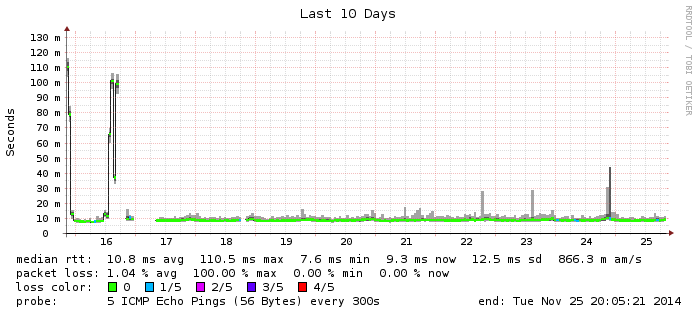 Last 10 Days
RRDTOOL / TOBI OETIKER
Seconds
130 m
120 m
110 m
100 m
90 m
80 m
70 m
60 m
50 m
40 m
30 m
20 m
10 m
0
16 17 18 19 20 21 22 23 24 25
median rtt: 10.8 ms avg 110.5 ms max 7.6 ms min 9.3 ms now 12.5 ms sd 866.3 m am/s
packet loss: 1.04 % avg 100.00 % max 0.00 % min 0.00 % now
loss color: 0 1/5 2/5 3/5 4/5
probe: 5 ICMP Echo Pings (56 Bytes) every 300s end: Tue Nov 25 20:05:21 2014